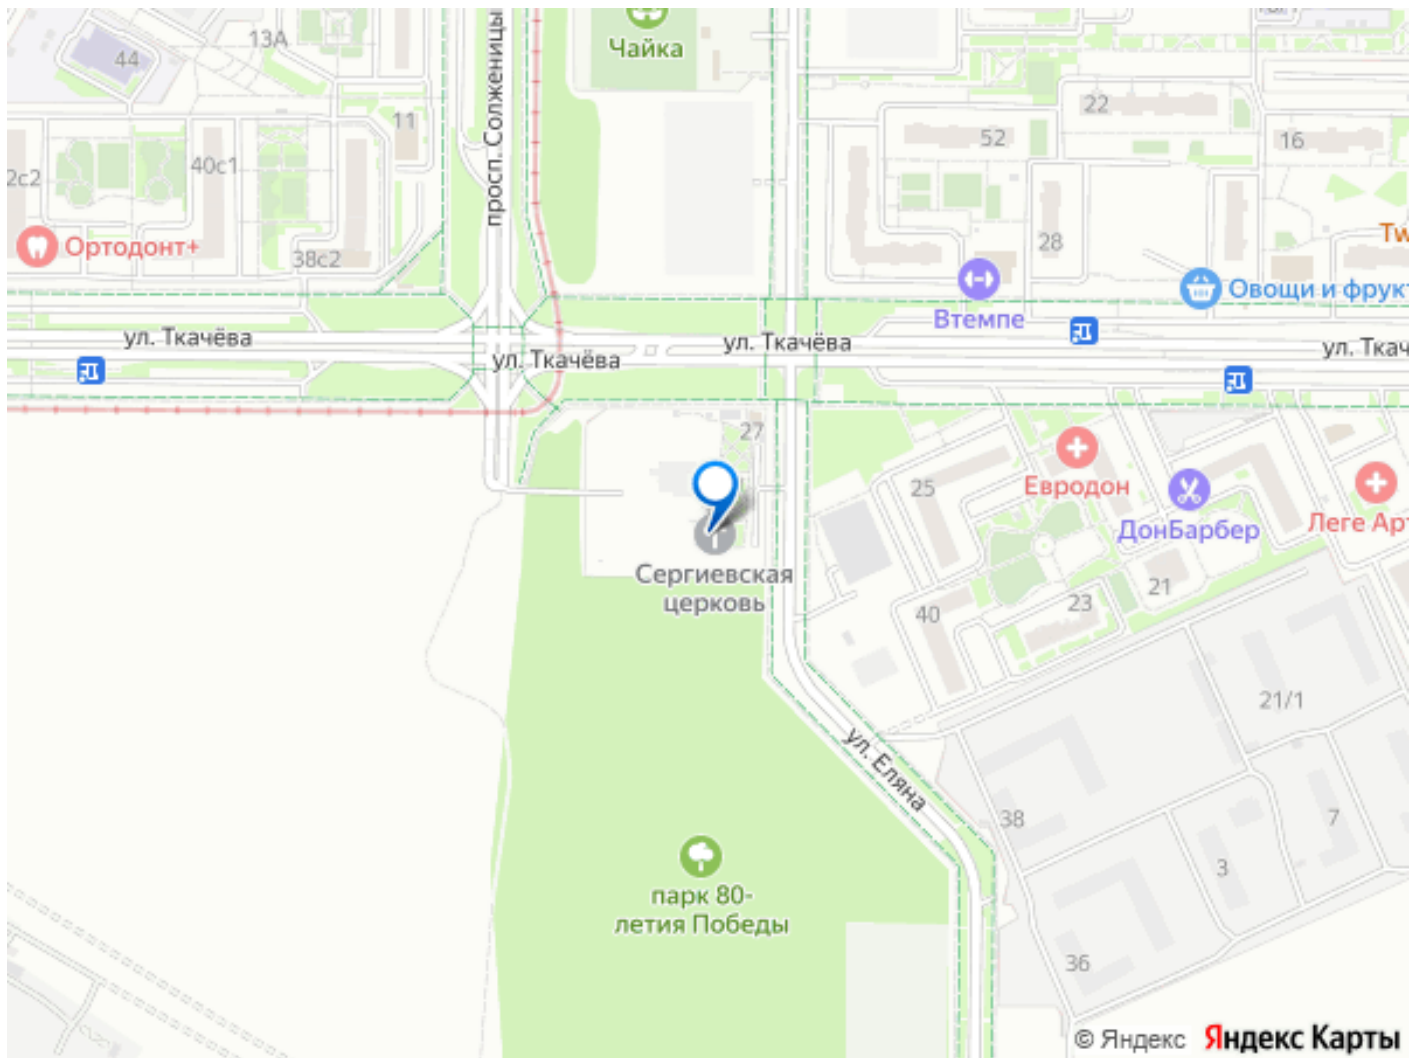 Чайка
44
13А
просп. Солженицы
11
22
52
16
40с1
2с2
Ортодонт+
38с2
28
Tw
Овощи и фрукт
Втемпе
ул. Ткачёва
ул. Ткачёва
ул. Ткачёва
ул. Ткач
27
25
Евродон
ДонБарбер
Леге Арт
Сергиевская
церковь
40
23
21
21/1
ул. Еляна
38
7
3
парк 80-
летия Победы
36
© Яндекс Яндекс Карты